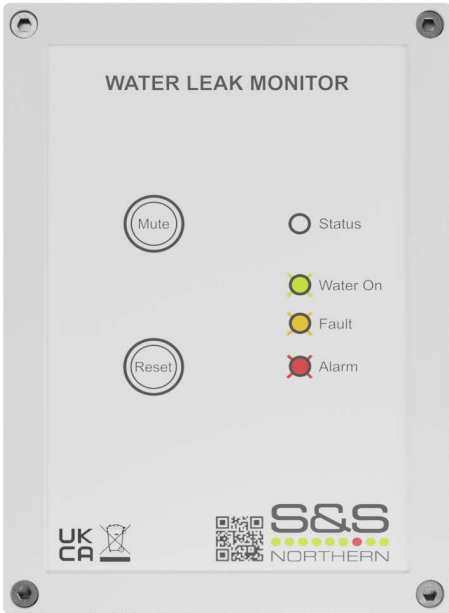 WATER LEAK MONITOR
Mute
Status
Water On
Fault
Reset
Alarm
UK
CA
S&S
NORTHERN